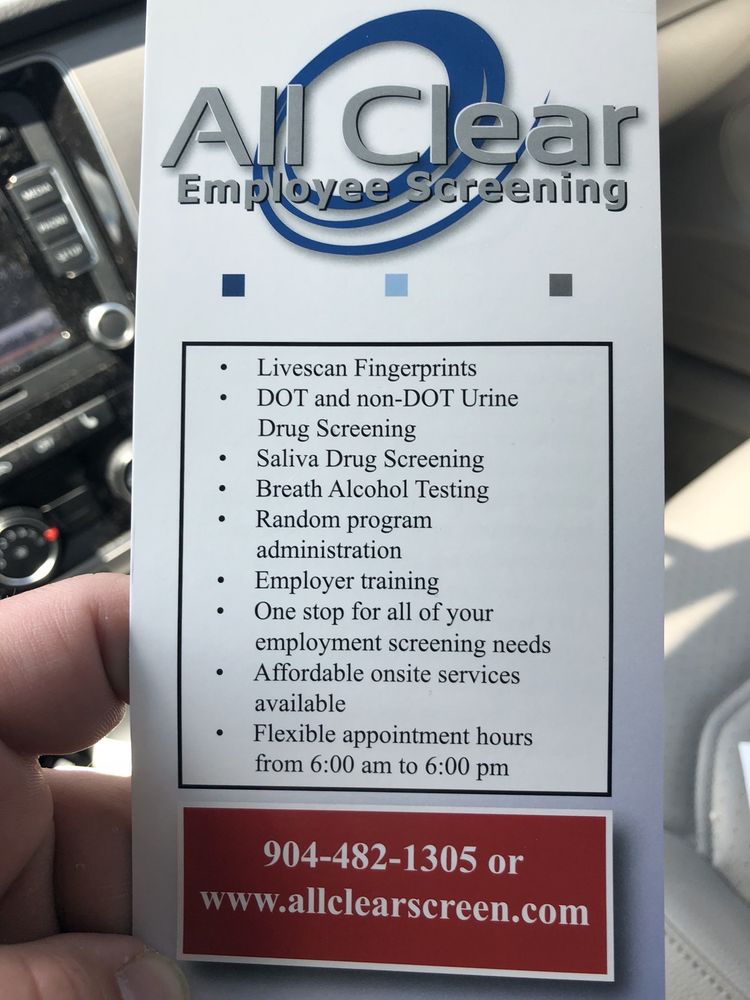 All Clear
Employee Screening
• Livescan Fingerprints
• DOT and non-DOT Urine
Drug Screening
• Saliva Drug Screening
• Breath Alcohol Testing
• Random program
administration
• Employer training
• One stop for all of your
employment screening needs
• Affordable onsite services
available
• Flexible appointment hours
from 6:00 am to 6:00 pm
904-482-1305 or
www.allclearscreen.com